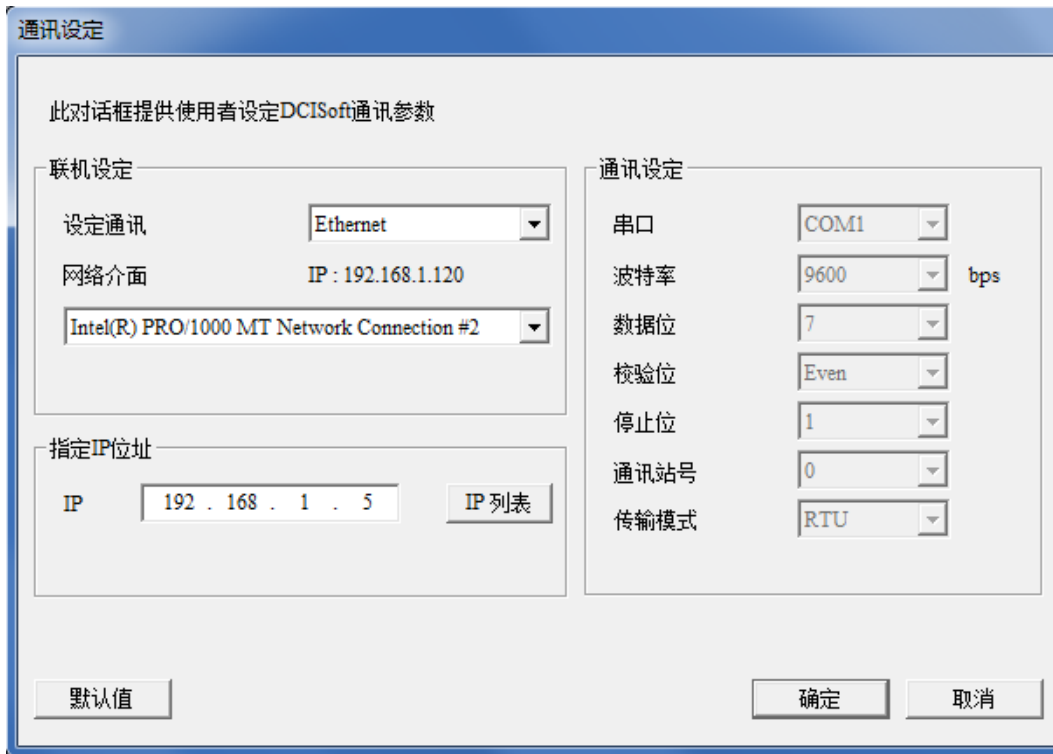 通讯设定
此对话框提供使用者设定DCISoft通讯参数
联机设定
设定通讯 Ethernet
网络介面 IP : 192.168.1.120
Intel(R) PRO/1000 MT Network Connection #2
指定IP位址
IP 192 . 168 . 1 . 5 IP 列表
通讯设定
串口 COM1
波特率 9600 bps
数据位 7
校验位 Even
停止位 1
通讯站号 0
传输模式 RTU
默认值 确定 取消